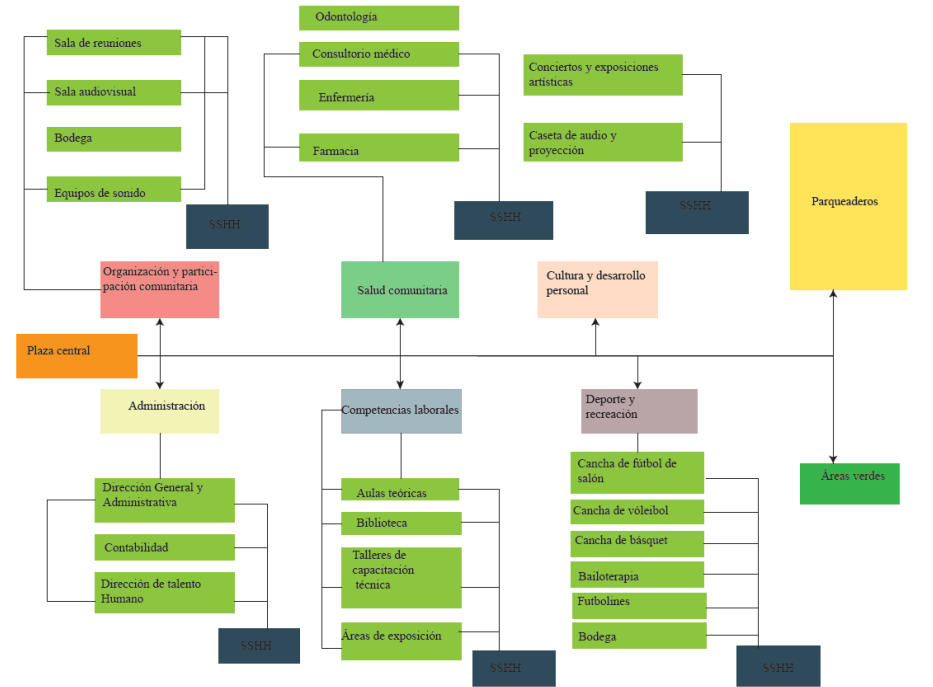 Odontología
Sala de reuniones
Consultorio médico
Conciertos y exposiciones
artísticas
Sala audiovisual
Enfermería
Bodega
Caseta de audio y
proyección
Farmacia
Equipos de sonido
Parqueaderos
SSHH
SSHH
SSHH
Organización y partici-
pación comunitaria
Salud comunitaria
Cultura y desarrollo
personal
Plaza central
Administración
Competencias laborales
Deporte y
recreación
Cancha de fútbol de
salón
Áreas verdes
Dirección General y
Administrativa
Aulas teóricas
Cancha de vóleibol
Biblioteca
Cancha de básquet
Contabilidad
Talleres de
capacitación
técnica
Bailoterapia
Dirección de talento
Humano
Futbolines
Áreas de exposición
Bodega
SSHH
SSHH
SSHH